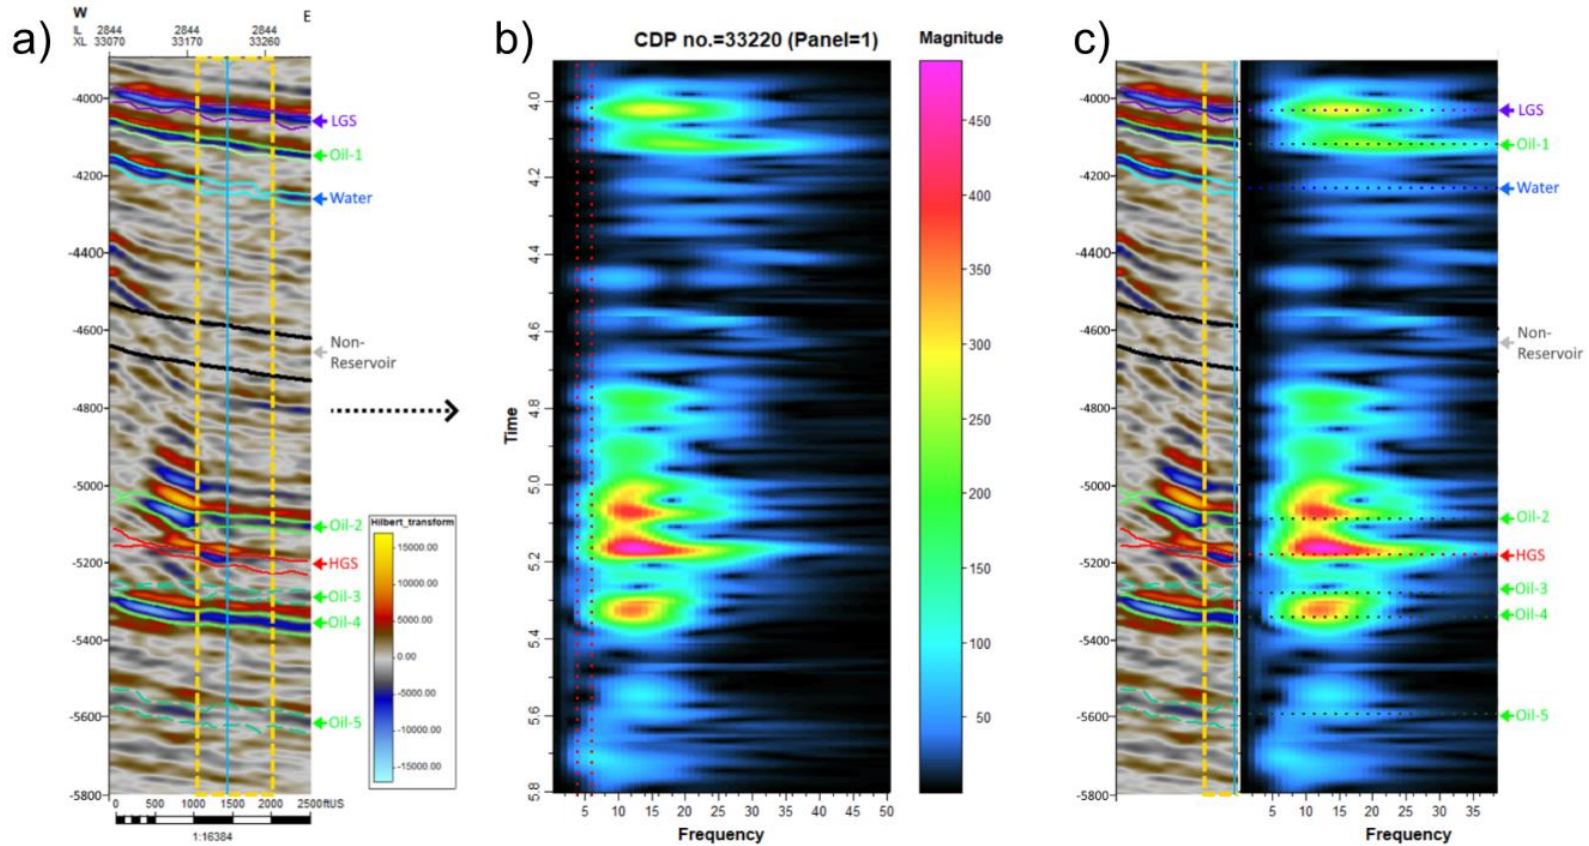 a)
W E
IL 2844 2844 2844
XL 33070 33170 33260
-4000
-4200
-4400
-4600
-4800
-5000
-5200
-5400
-5600
-5800
LGS
Oil-1
Water
Non-
Reservoir
Oil-2
HGS
Oil-3
Oil-4
Oil-5
0 500 1000 1500 2000 2500ftUS
1:16384
Hilbert_transform
15000.00
10000.00
5000.00
0.00
-5000.00
-10000.00
-15000.00
b)
CDP no.=33220 (Panel=1)
Magnitude
Time
4.0
4.2
4.4
4.6
4.8
5.0
5.2
5.4
5.6
5.8
5 10 15 20 25 30 35 40 45 50
Frequency
450
400
350
300
250
200
150
100
50
c)
-4000
-4200
-4400
-4600
-4800
-5000
-5200
-5400
-5600
-5800
LGS
Oil-1
Water
Non-
Reservoir
Oil-2
HGS
Oil-3
Oil-4
Oil-5
5 10 15 20 25 30 35
Frequency